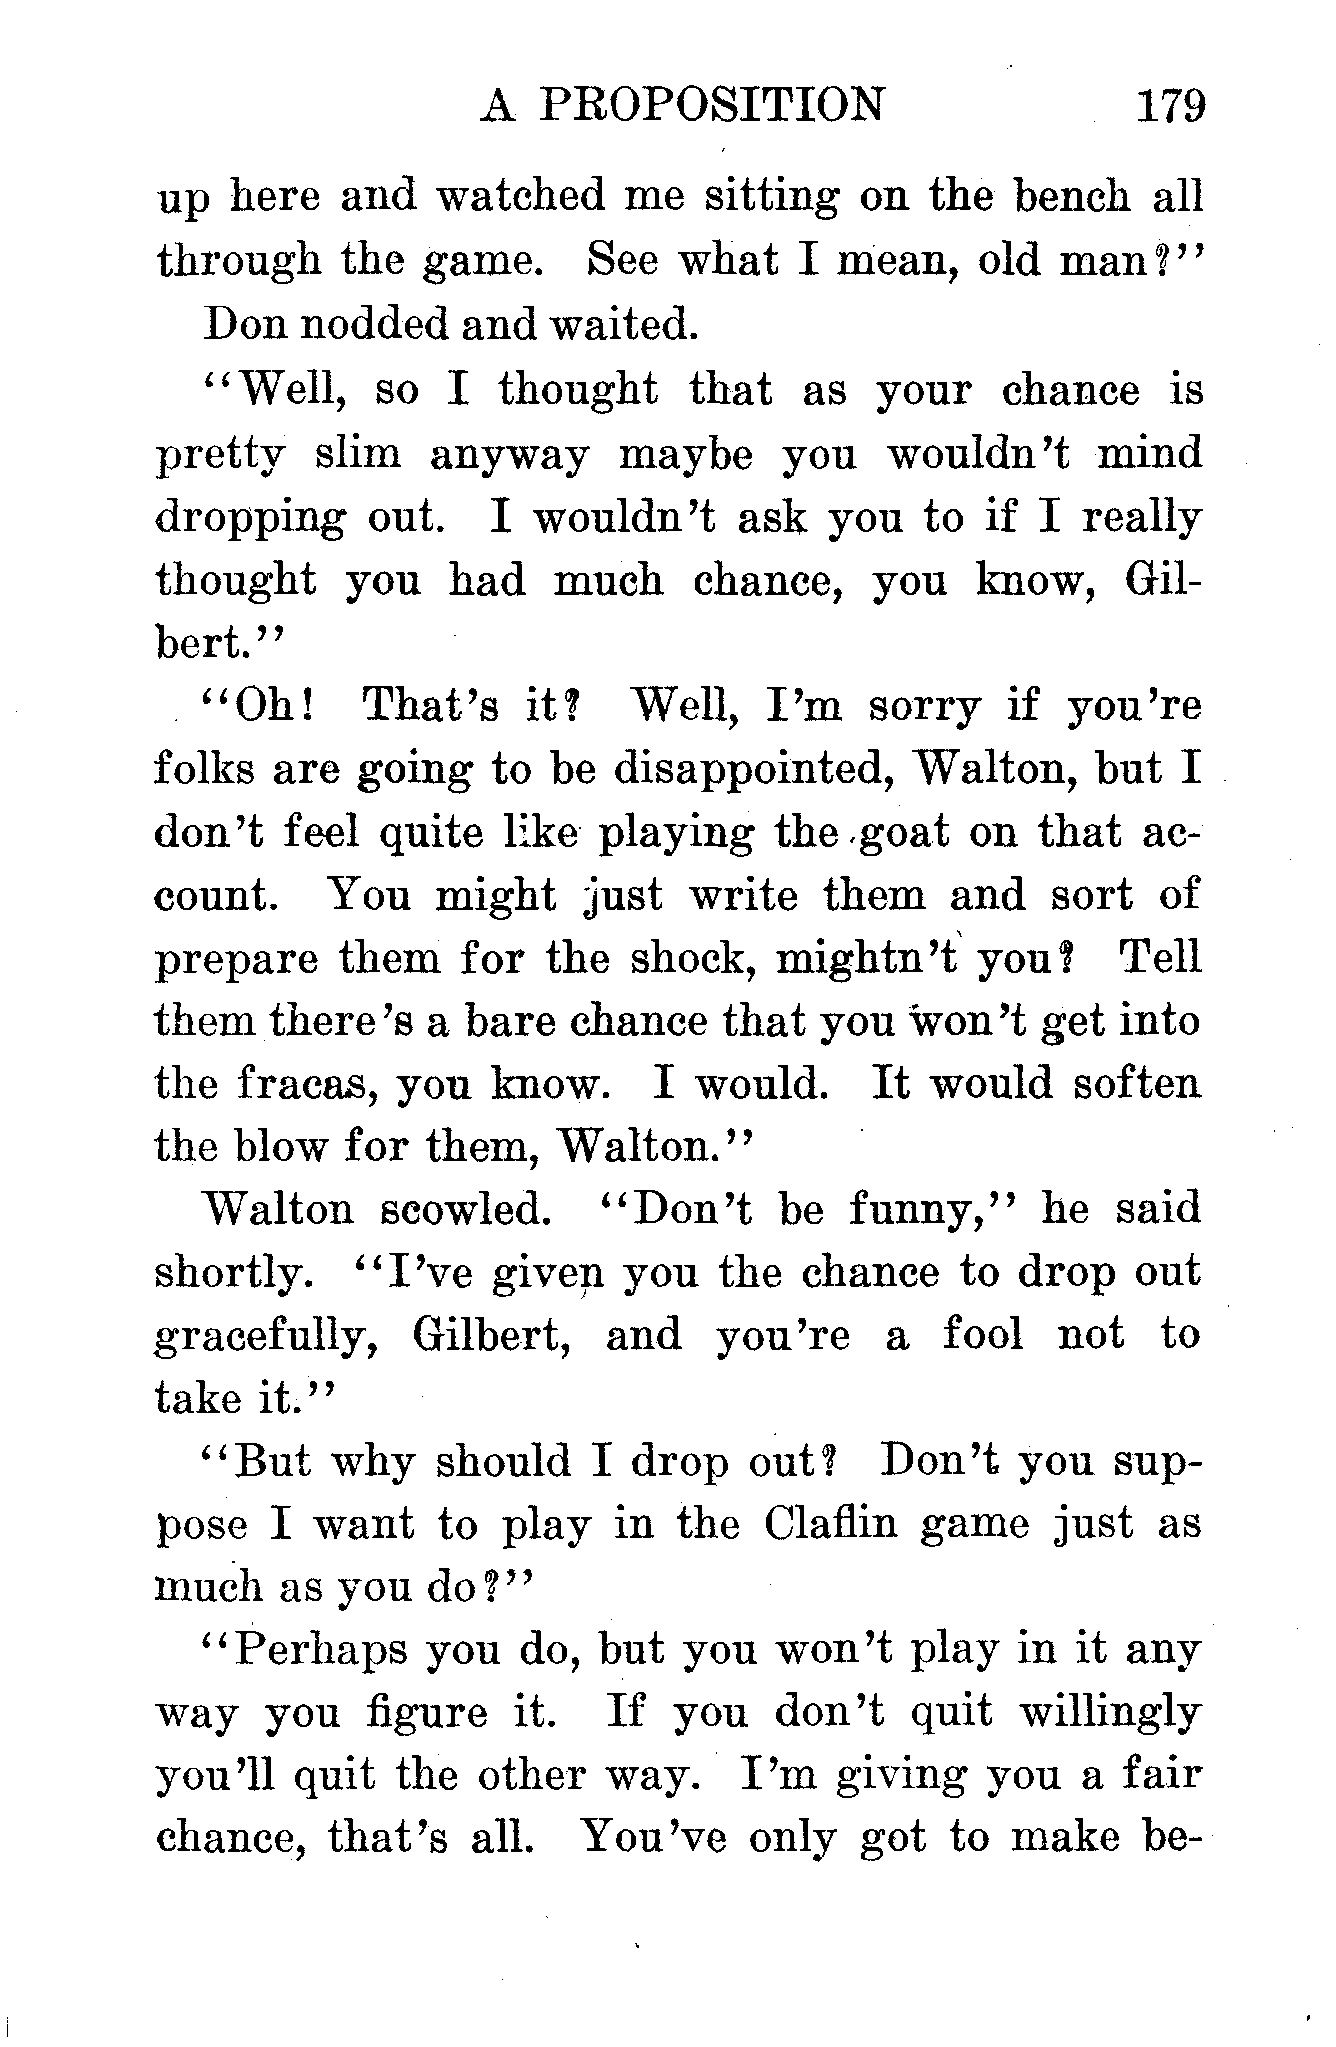 A PROPOSITION 179
up here and watched me sitting on the bench all
through the game. See what I mean, old man?"
Don nodded and waited.
"Well, so I thought that as your chance is
pretty slim anyway maybe you wouldn't mind
dropping out. I wouldn't ask you to if I really
thought you had much chance, you know, Gil-
bert."
"Oh! That's it? Well, I'm sorry if you're
folks are going to be disappointed, Walton, but I
don't feel quite like playing the goat on that ac-
count. You might just write them and sort of
prepare them for the shock, mightn't you? Tell
them there's a bare chance that you won't get into
the fracas, you know. I would. It would soften
the blow for them, Walton."
Walton scowled. "Don't be funny," he said
shortly. "I've given you the chance to drop out
gracefully, Gilbert, and you're a fool not to
take it."
"But why should I drop out? Don't you sup-
pose I want to play in the Claflin game just as
much as you do?"
"Perhaps you do, but you won't play in it any
way you figure it. If you don't quit willingly
you'll quit the other way. I'm giving you a fair
chance, that's all. You've only got to make be-